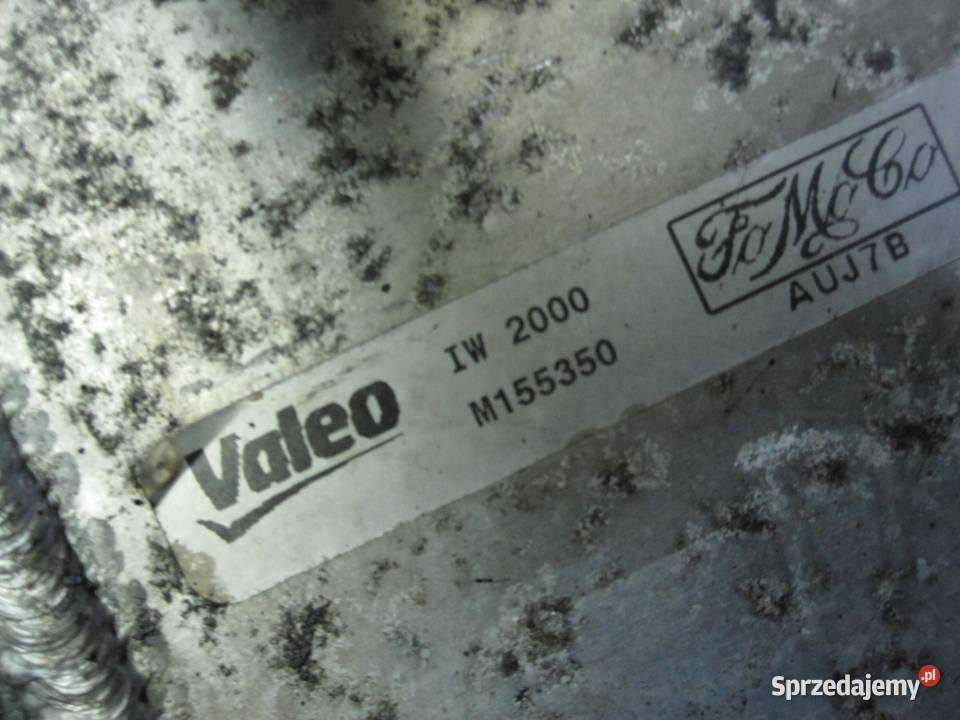 Valeo
IW 2000
M155350
FoMoCo
AUJ7B
Sprzedajemy.pl